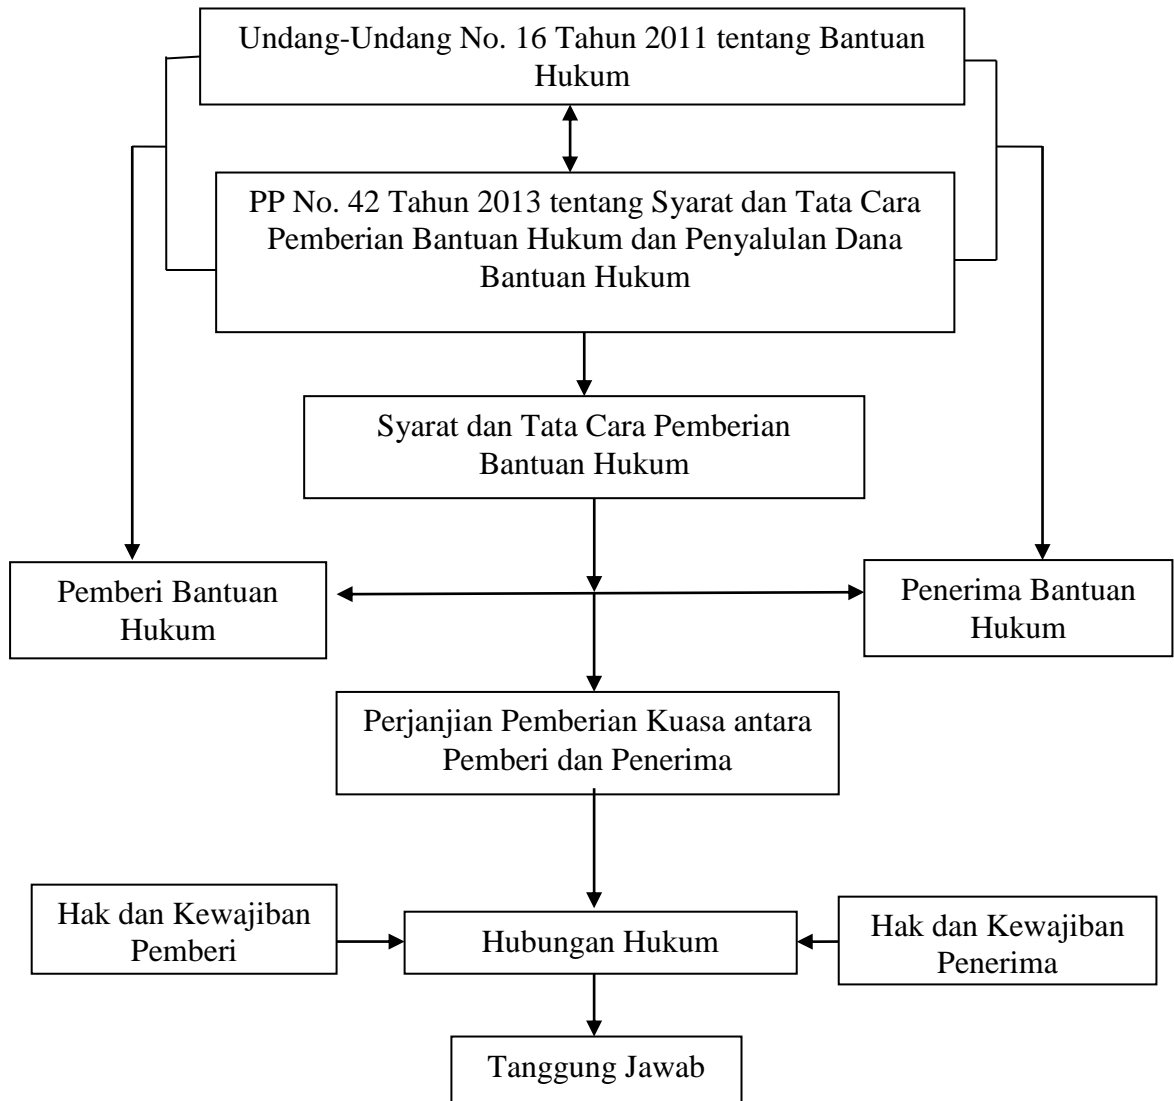 Undang-Undang No. 16 Tahun 2011 tentang Bantuan
Hukum
PP No. 42 Tahun 2013 tentang Syarat dan Tata Cara
Pemberian Bantuan Hukum dan Penyalulan Dana
Bantuan Hukum
Syarat dan Tata Cara Pemberian
Bantuan Hukum
Pemberi Bantuan
Hukum
Penerima Bantuan
Hukum
Perjanjian Pemberian Kuasa antara
Pemberi dan Penerima
Hak dan Kewajiban
Pemberi
Hubungan Hukum
Hak dan Kewajiban
Penerima
Tanggung Jawab